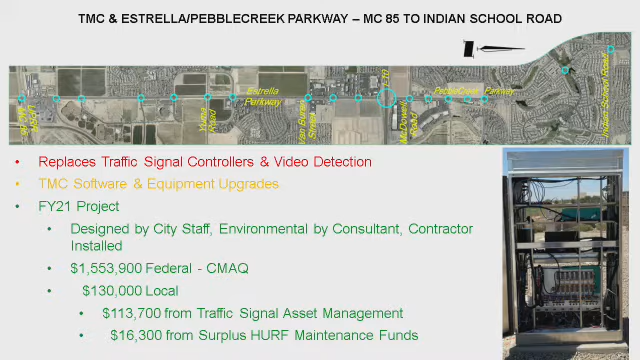 TMC & ESTRELLA/PEBBLECREEK PARKWAY – MC 85 TO INDIAN SCHOOL ROAD
MC 85
Yuma Road
Estrella Parkway
Van Buren Street
I-10
McDowell Road
PebbleCreek Parkway
Indian School Road
• Replaces Traffic Signal Controllers & Video Detection
• TMC Software & Equipment Upgrades
• FY21 Project
• Designed by City Staff, Environmental by Consultant, Contractor
Installed
• $1,553,900 Federal - CMAQ
• $130,000 Local
• $113,700 from Traffic Signal Asset Management
• $16,300 from Surplus HURF Maintenance Funds